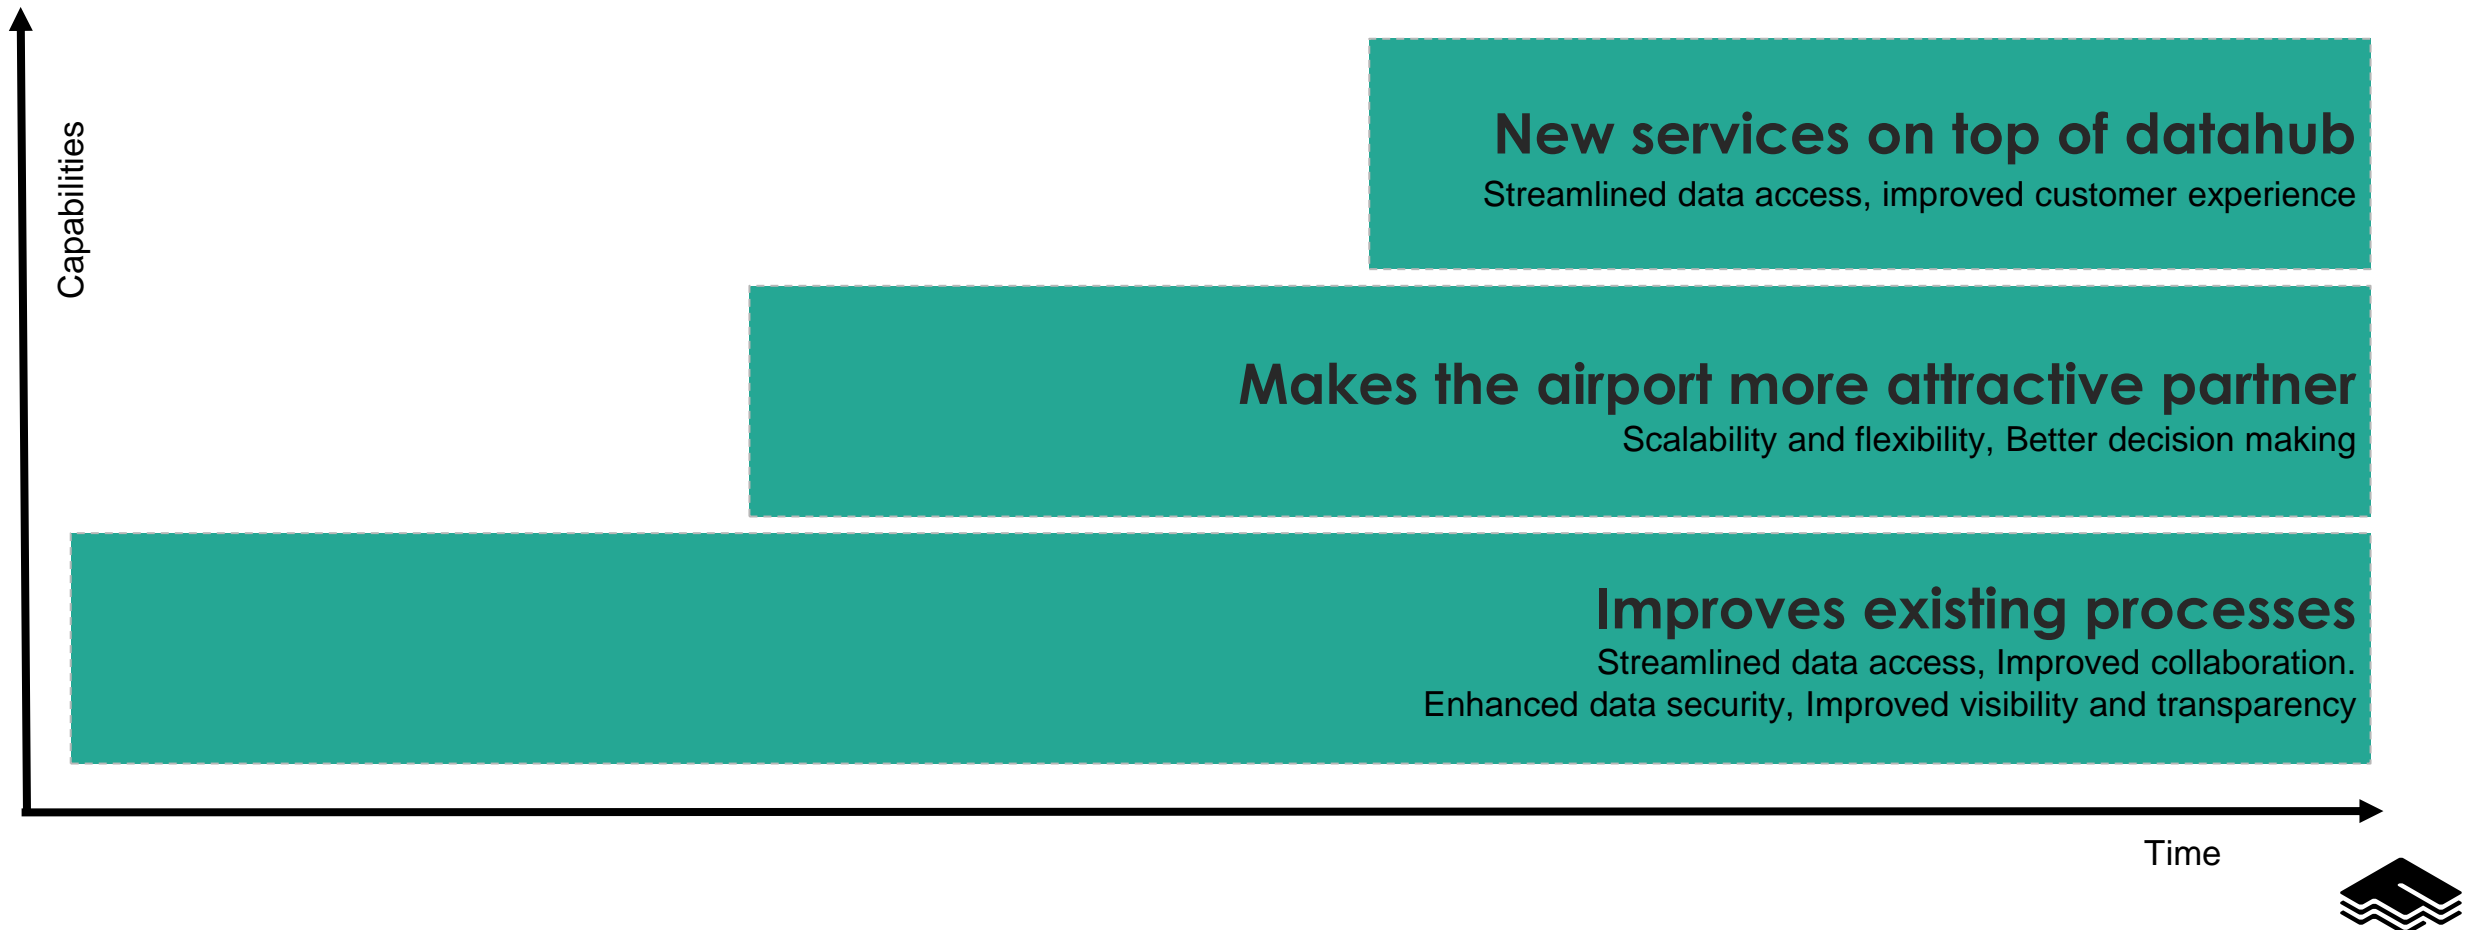 Capabilities
New services on top of datahub
Streamlined data access, improved customer experience
Makes the airport more attractive partner
Scalability and flexibility, Better decision making
Improves existing processes
Streamlined data access, Improved collaboration.
Enhanced data security, Improved visibility and transparency
Time